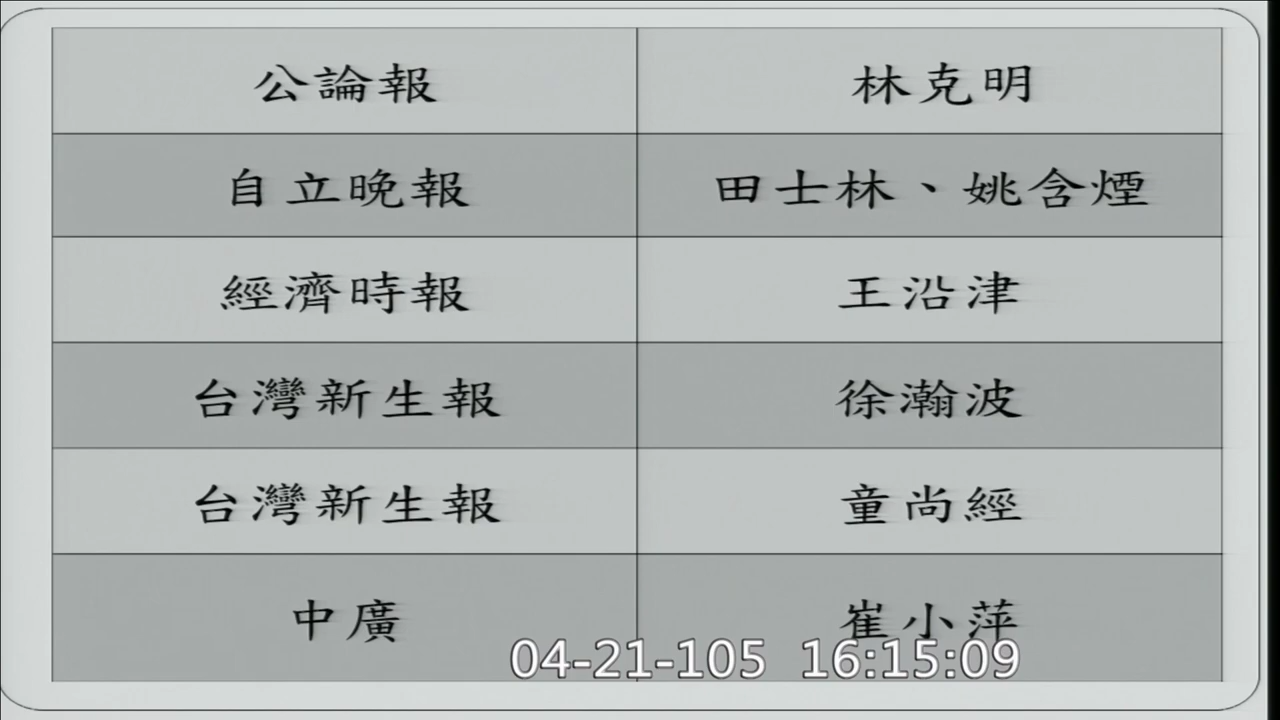 公論報 林克明
自立晚報 田士林、姚含煙
經濟時報 王沿津
台灣新生報 徐瀚波
台灣新生報 童尚經
中廣 崔小萍
04-21-105 16:15:09